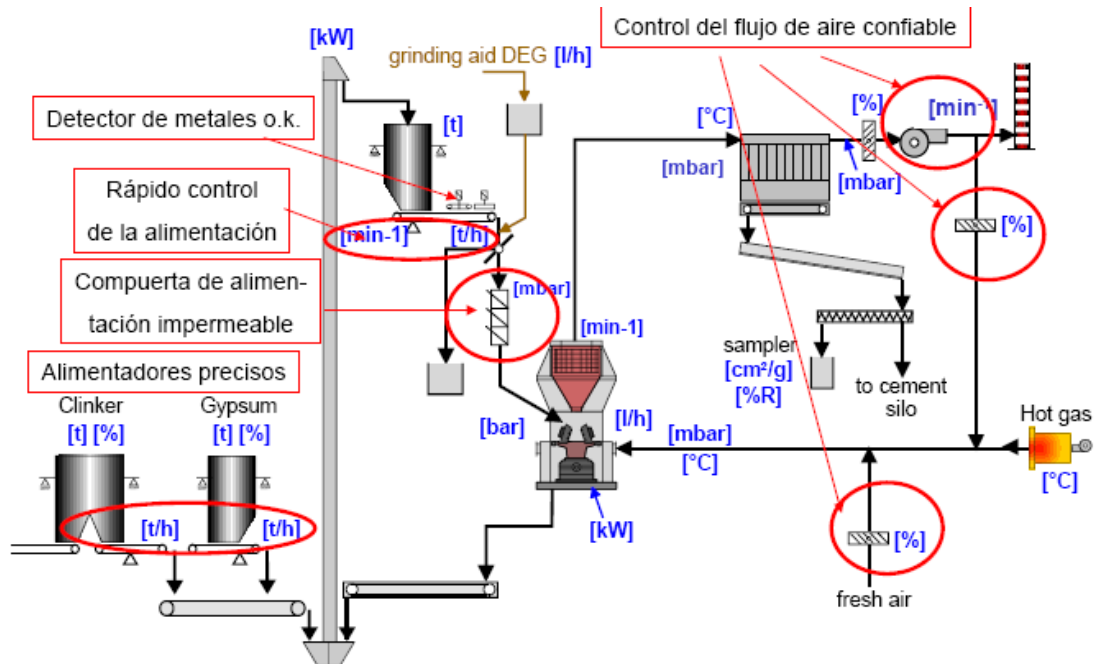 Control del flujo de aire confiable
[kW]
grinding aid DEG [l/h]
Detector de metales o.k.
[t]
[°C]
[%]
[min-1]
[mbar]
[mbar]
Rápido control
de la alimentación
[min-1]
[t/h]
[%]
Compuerta de alimen-
tación impermeable
[mbar]
[min-1]
Alimentadores precisos
sampler
[cm²/g]
[%R]
to cement
silo
Clinker
[t] [%]
Gypsum
[t] [%]
[bar]
[l/h]
[mbar]
[°C]
Hot gas
[°C]
[t/h]
[t/h]
[kW]
[%]
fresh air